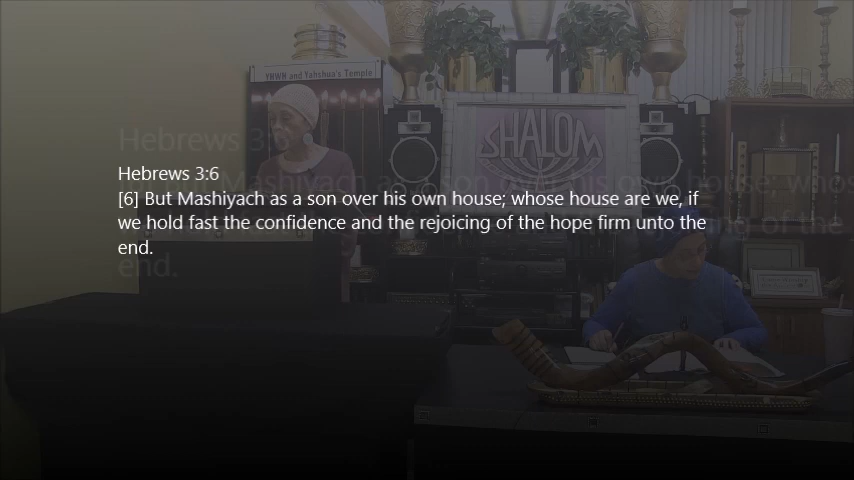 YHWH and Yahshua's Temple
SHALOM
Hebrews 3:6
[6] But Mashiyach as a son over his own house; whose house are we, if
we hold fast the confidence and the rejoicing of the hope firm unto the
end.